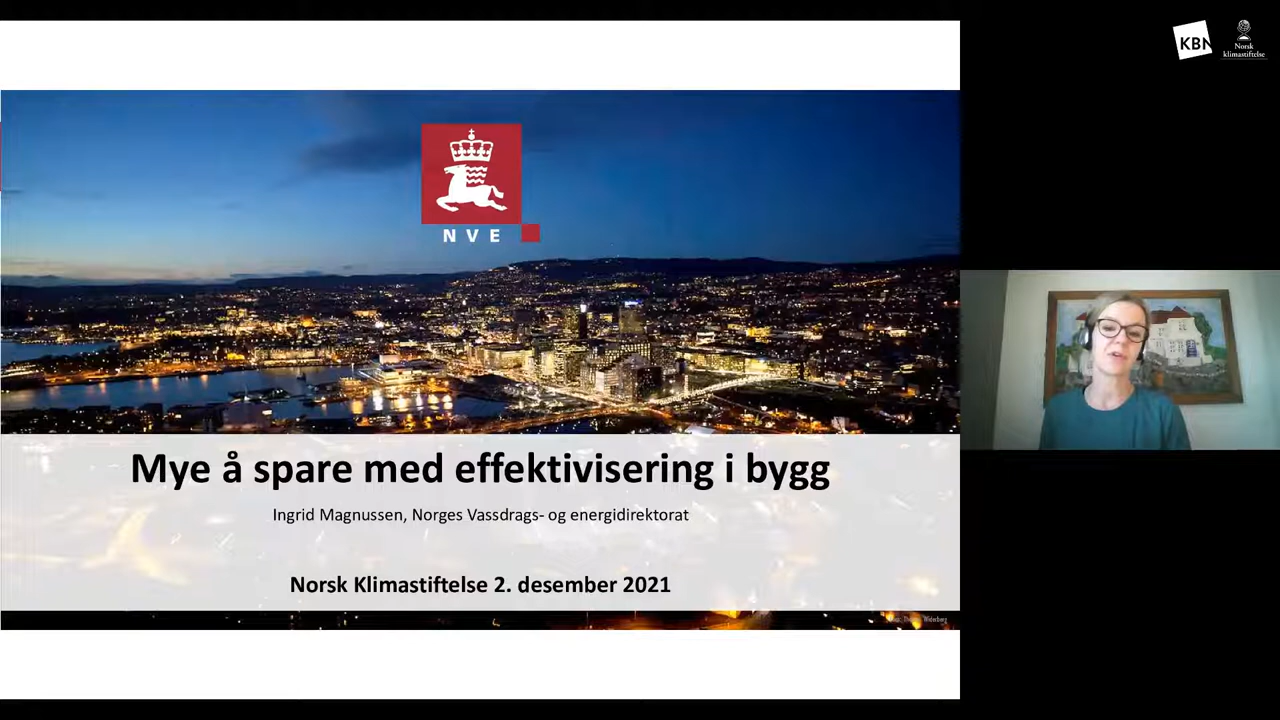 KBN
Norsk
klimastiftelse
NVE
Mye å spare med effektivisering i bygg
Ingrid Magnussen, Norges Vassdrags- og energidirektorat
Norsk Klimastiftelse 2. desember 2021
Widerberg